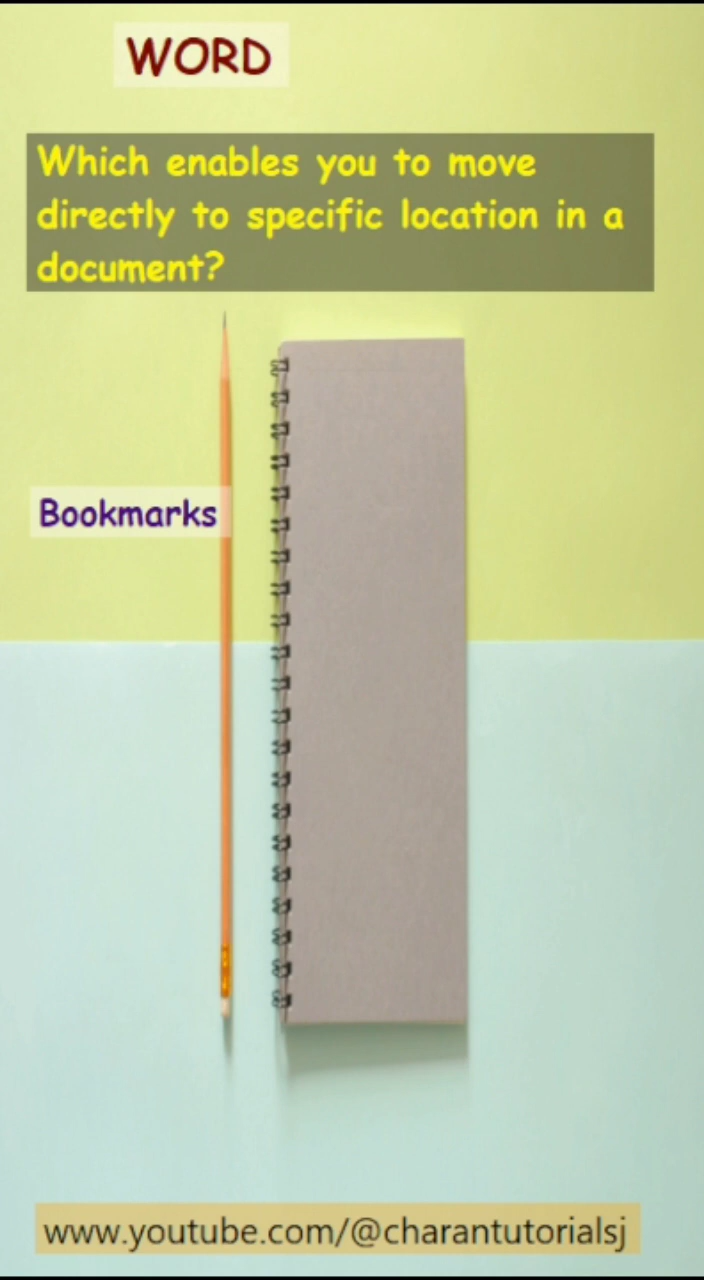 WORD
Which enables you to move
directly to specific location in a
document?
Bookmarks
www.youtube.com/@charantutorialsj